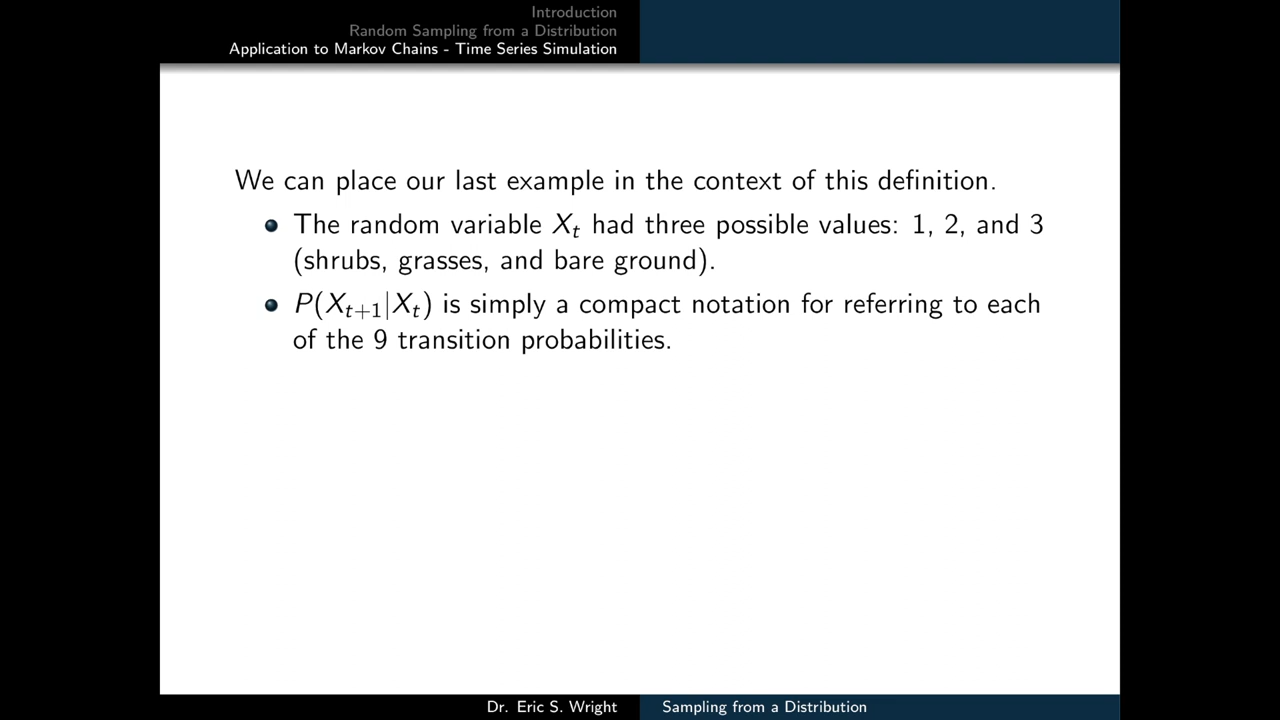 Introduction
Random Sampling from a Distribution
Application to Markov Chains - Time Series Simulation
We can place our last example in the context of this definition.
The random variable Xₜ had three possible values: 1, 2, and 3
(shrubs, grasses, and bare ground).
P(Xₜ₊₁|Xₜ) is simply a compact notation for referring to each
of the 9 transition probabilities.
Dr. Eric S. Wright
Sampling from a Distribution